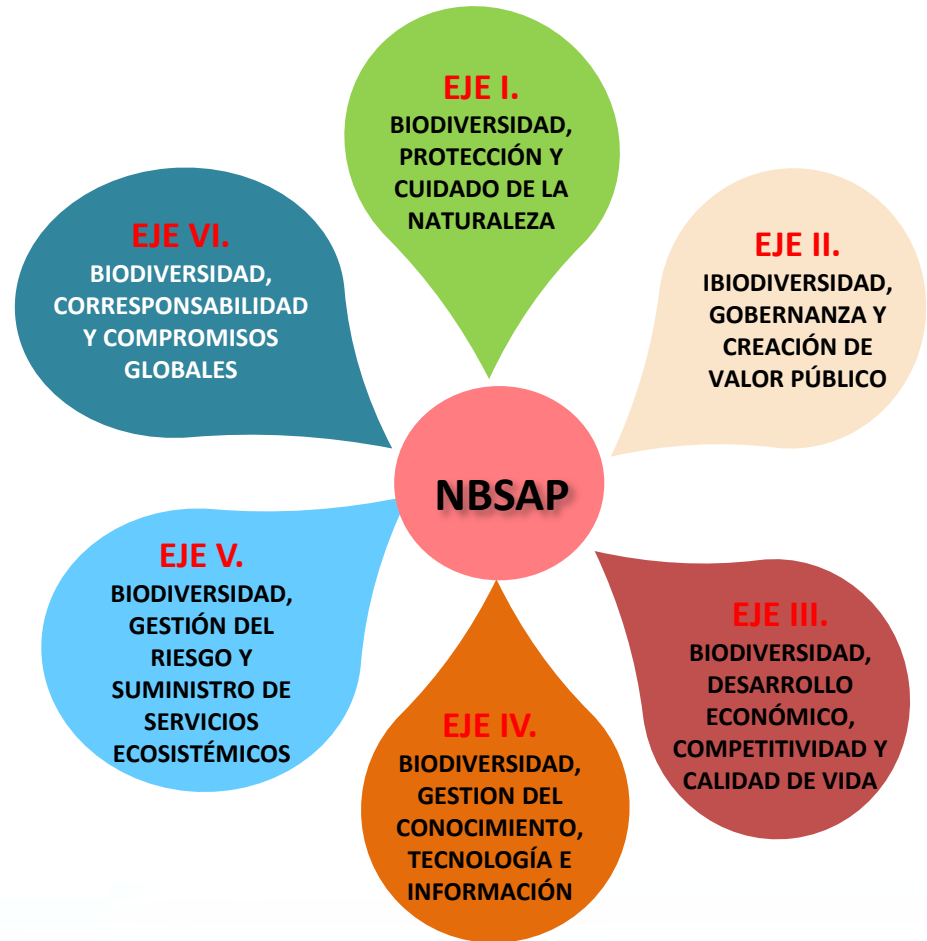 EJE I.
BIODIVERSIDAD,
PROTECCIÓN Y
CUIDADO DE LA
NATURALEZA
EJE II.
IBIODIVERSIDAD,
GOBERNANZA Y
CREACIÓN DE
VALOR PÚBLICO
EJE III.
BIODIVERSIDAD,
DESARROLLO
ECONÓMICO,
COMPETITIVIDAD Y
CALIDAD DE VIDA
EJE IV.
BIODIVERSIDAD,
GESTION DEL
CONOCIMIENTO,
TECNOLOGÍA E
INFORMACIÓN
EJE V.
BIODIVERSIDAD,
GESTIÓN DEL
RIESGO Y
SUMINISTRO DE
SERVICIOS
ECOSISTÉMICOS
EJE VI.
BIODIVERSIDAD,
CORRESPONSABILIDAD
Y COMPROMISOS
GLOBALES
NBSAP